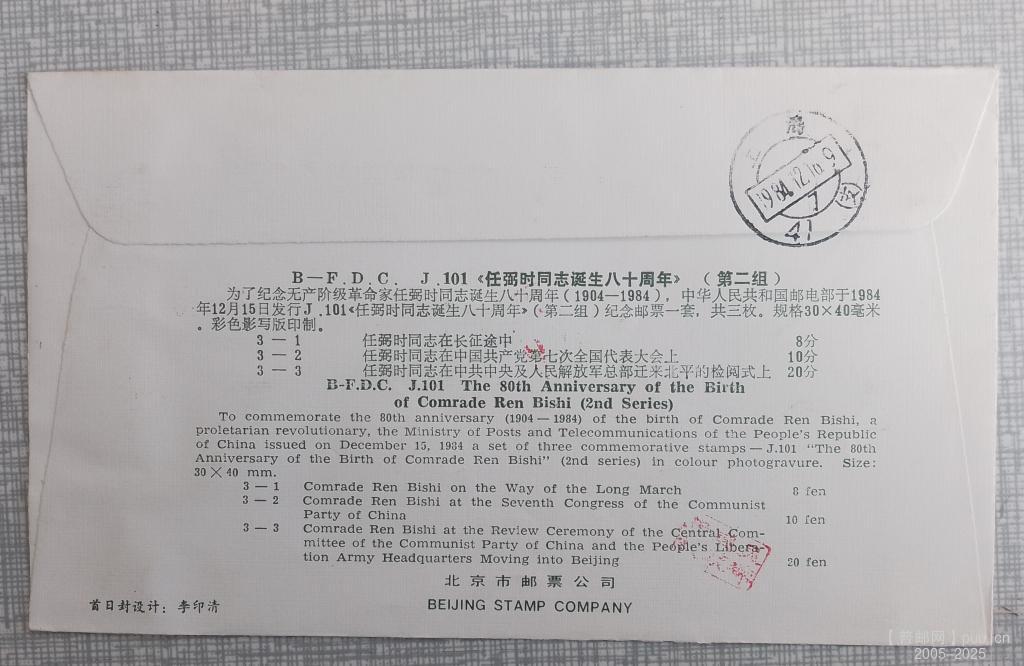 1984.12.16.9
7
支
41
B—F.D.C. J.101《任弼时同志诞生八十周年》(第二组)
为了纪念无产阶级革命家任弼时同志诞生八十周年(1904—1984),中华人民共和国邮电部于1984
年12月15日发行J.101《任弼时同志诞生八十周年》(第二组)纪念邮票一套,共三枚。规格30×40毫米
。彩色影写版印制。
3—1 任弼时同志在长征途中 8分
3—2 任弼时同志在中国共产党第七次全国代表大会上 10分
3—3 任弼时同志在中共中央及人民解放军总部迁来北平的检阅式上 20分
B-F.D.C. J.101 The 80th Anniversary of the Birth
of Comrade Ren Bishi (2nd Series)
To commemorate the 80th anniversary (1904—1984) of the birth of Comrade Ren Bishi, a
proletarian revolutionary, the Ministry of Posts and Telecommunications of the People's Republic
of China issued on December 15, 1984 a set of three commemorative stamps—J.101 "The 80th
Anniversary of the Birth of Comrade Ren Bishi" (2nd series) in colour photogravure. Size:
30×40 mm.
3—1 Comrade Ren Bishi on the Way of the Long March 8 fen
3—2 Comrade Ren Bishi at the Seventh Congress of the Communist
Party of China 10 fen
3—3 Comrade Ren Bishi at the Review Ceremony of the Central Com-
mittee of the Communist Party of China and the People's Libera-
tion Army Headquarters Moving into Beijing 20 fen
北京市邮票公司
首日封设计:李印清
BEIJING STAMP COMPANY
【普邮网】puu.cn
2005-2025